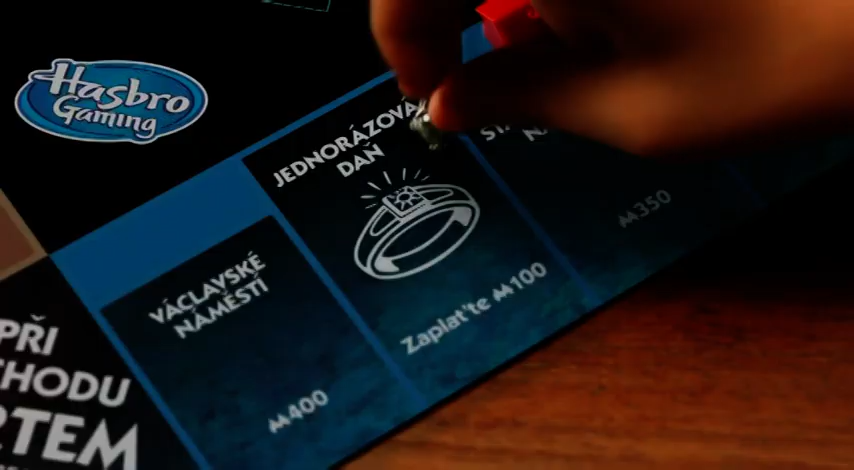 Hasbro
Gaming
JEDNORÁZOVÁ
DAŇ
Zaplaťte M100
VÁCLAVSKÉ
NÁMĚSTÍ
M400
M350
PŘI
CHODU
RTEM